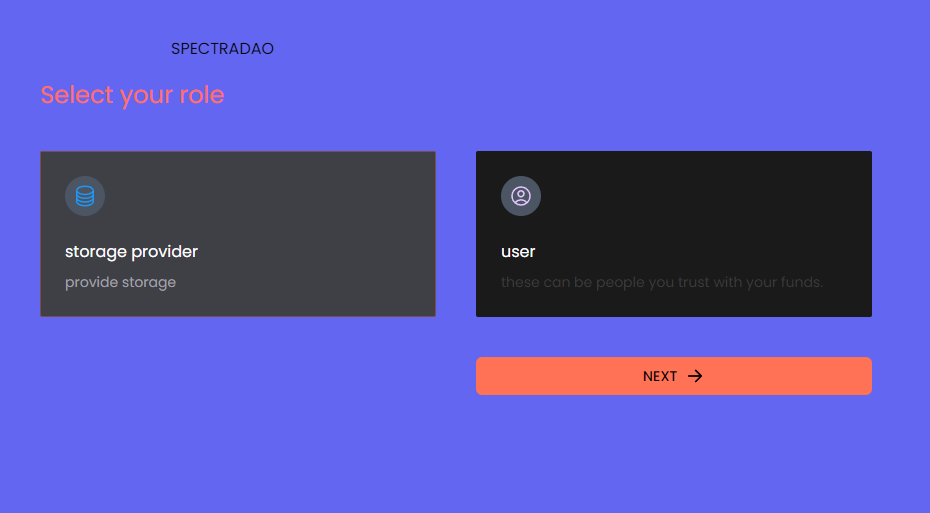 SPECTRADAO
Select your role
storage provider
provide storage
user
these can be people you trust with your funds.
NEXT